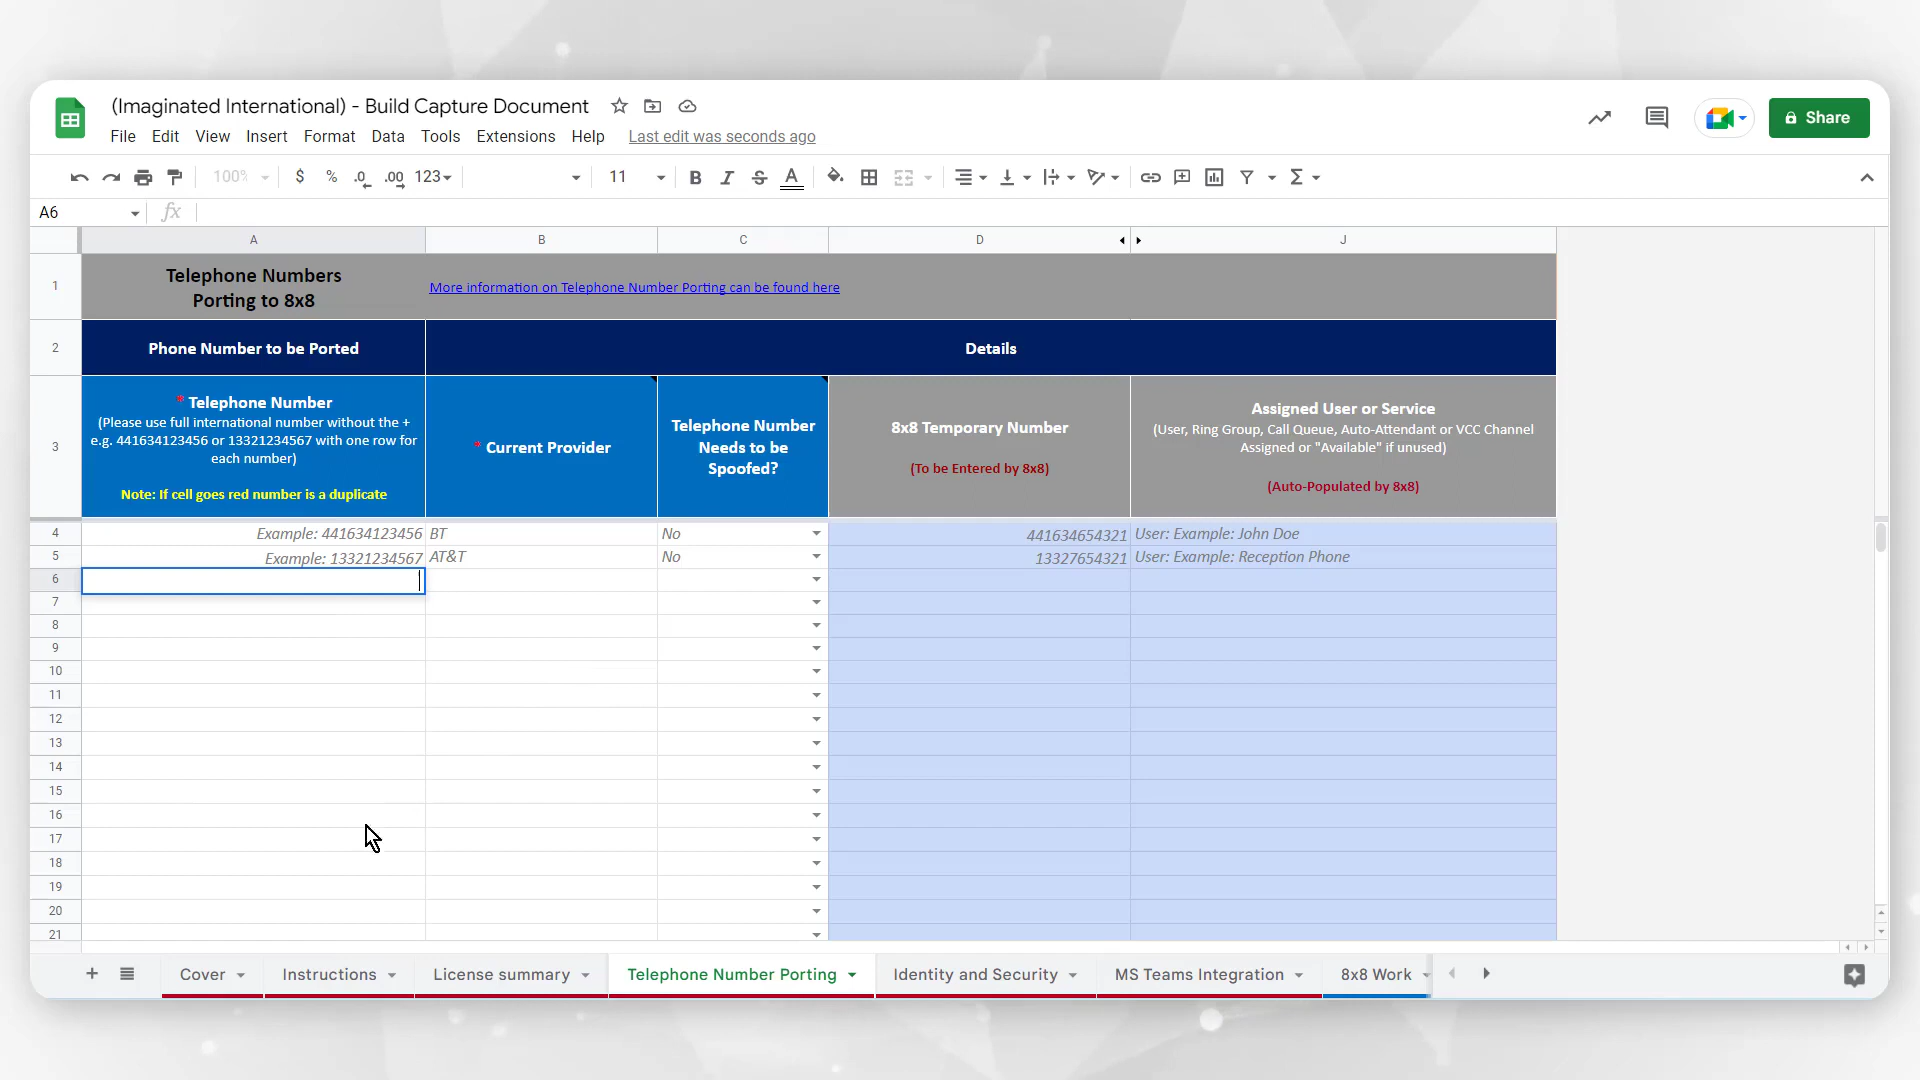 (Imaginated International) - Build Capture Document
Share
File Edit View Insert Format Data Tools Extensions Help Last edit was seconds ago
100% $ % .0 .00 123 11 B I S A
A6 fx
A B C D J
1 Telephone Numbers
Porting to 8x8
More information on Telephone Number Porting can be found here
2 Phone Number to be Ported Details
3
* Telephone Number
(Please use full international number without the +
e.g. 441634123456 or 13321234567 with one row for
each number)
Note: If cell goes red number is a duplicate
* Current Provider
Telephone Number
Needs to be
Spoofed?
8x8 Temporary Number
(To be Entered by 8x8)
Assigned User or Service
(User, Ring Group, Call Queue, Auto-Attendant or VCC Channel
Assigned or "Available" if unused)
(Auto-Populated by 8x8)
4 Example: 441634123456 BT No 441634654321 User: Example: John Doe
5 Example: 13321234567 AT&T No 13327654321 User: Example: Reception Phone
6
7
8
9
10
11
12
13
14
15
16
17
18
19
20
21
Cover Instructions License summary Telephone Number Porting Identity and Security MS Teams Integration 8x8 Work